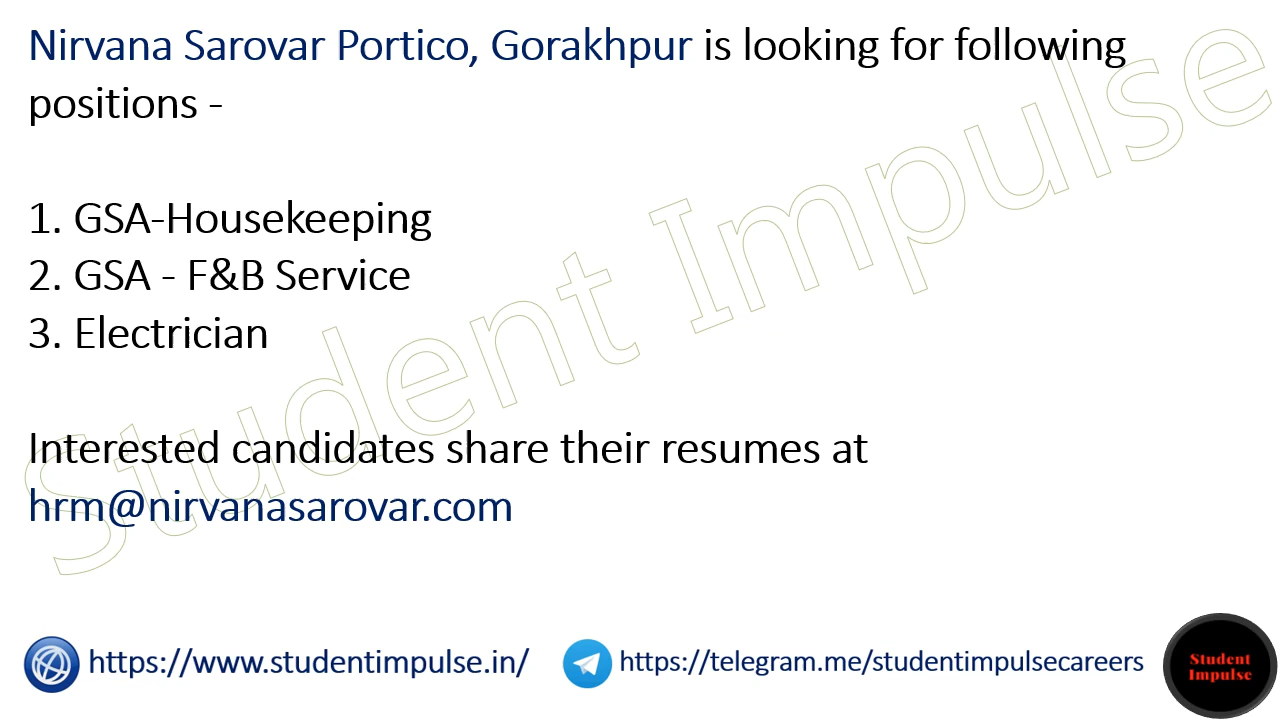 Nirvana Sarovar Portico, Gorakhpur is looking for following
positions -
1. GSA-Housekeeping
2. GSA - F&B Service
3. Electrician
Interested candidates share their resumes at
hrm@nirvanasarovar.com
Student Impulse
https://www.studentimpulse.in/
https://telegram.me/studentimpulsecareers
Student
Impulse